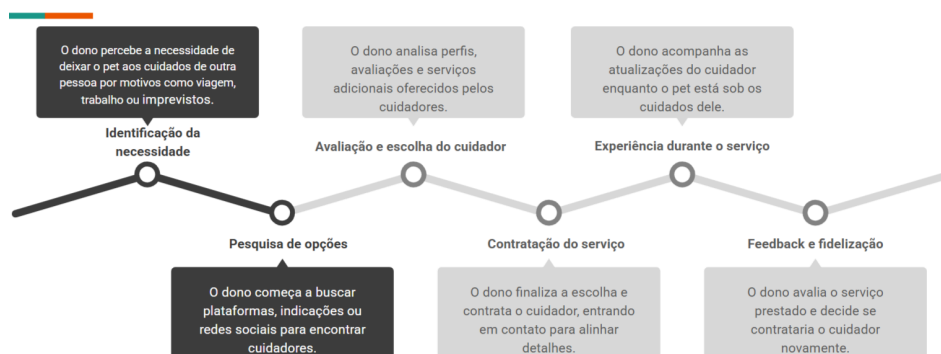 O dono percebe a necessidade de
deixar o pet aos cuidados de outra
pessoa por motivos como viagem,
trabalho ou imprevistos.
Identificação da
necessidade
Pesquisa de opções
O dono começa a buscar
plataformas, indicações ou
redes sociais para encontrar
cuidadores.
O dono analisa perfis,
avaliações e serviços
adicionais oferecidos pelos
cuidadores.
Avaliação e escolha do cuidador
Contratação do serviço
O dono finaliza a escolha e
contrata o cuidador, entrando
em contato para alinhar
detalhes.
O dono acompanha as
atualizações do cuidador
enquanto o pet está sob os
cuidados dele.
Experiência durante o serviço
Feedback e fidelização
O dono avalia o serviço
prestado e decide se
contrataria o cuidador
novamente.